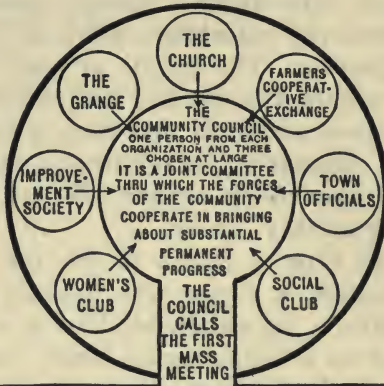 THE
CHURCH
THE
GRANGE
FARMERS
COOPERAT-
IVE
EXCHANGE
IMPROVE-
MENT
SOCIETY
TOWN
OFFICIALS
WOMEN'S
CLUB
SOCIAL
CLUB
THE
COMMUNITY COUNCIL
ONE PERSON FROM EACH
ORGANIZATION AND THREE
CHOSEN AT LARGE
IT IS A JOINT COMMITTEE
THRU WHICH THE FORCES
OF THE COMMUNITY
COOPERATE IN BRINGING
ABOUT SUBSTANTIAL
PERMANENT
PROGRESS
THE
COUNCIL
CALLS
THE FIRST
MASS
MEETING